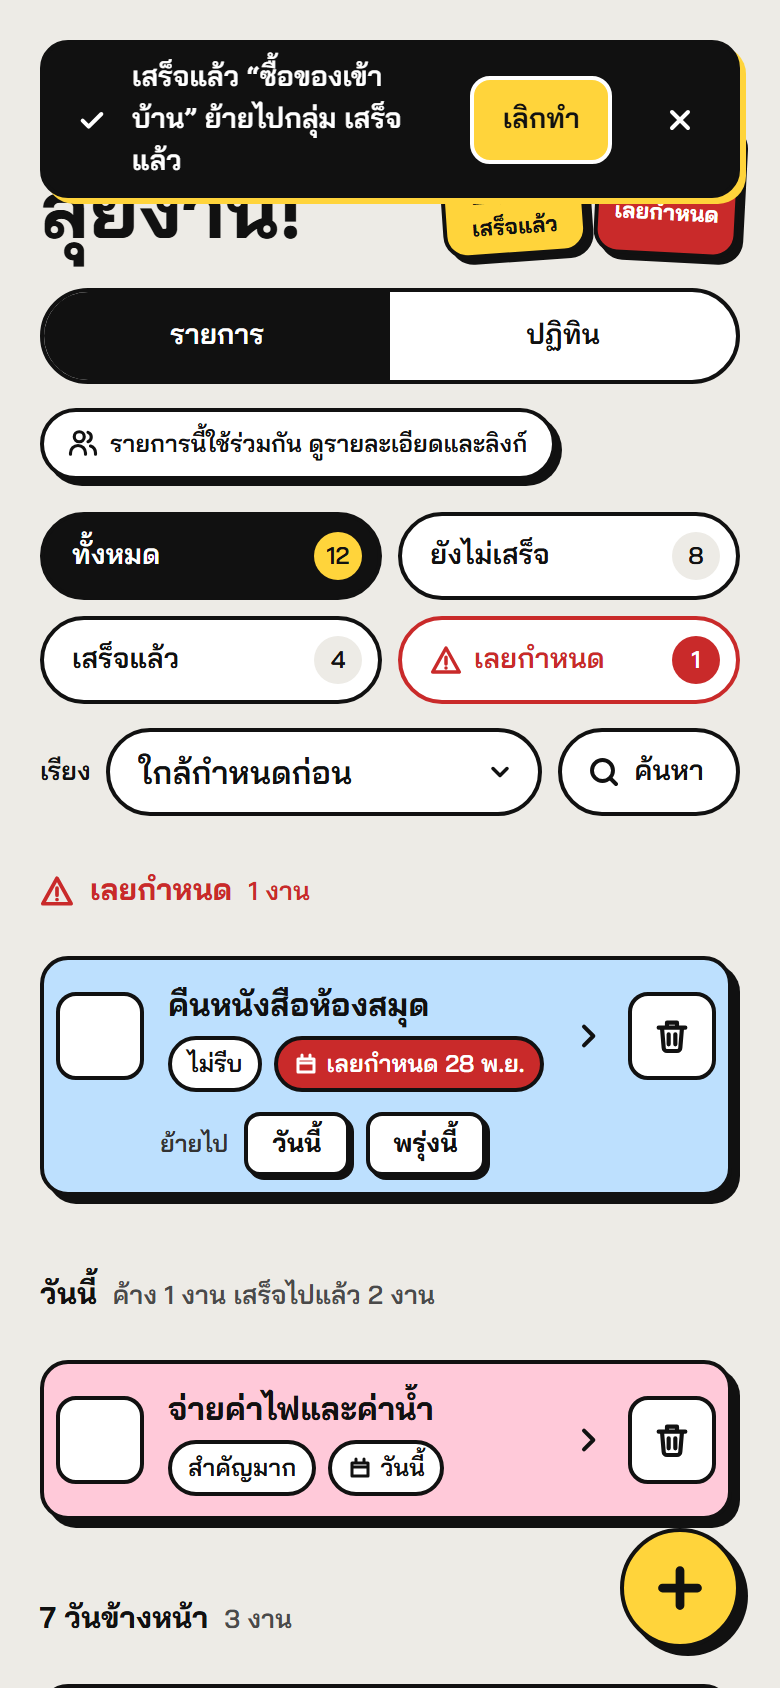 เสร็จแล้ว “ซื้อของเข้า
บ้าน” ย้ายไปกลุ่ม เสร็จ
แล้ว
เลิกทำ
ลุยงาน!
เสร็จแล้ว
เลยกำหนด
รายการ
ปฏิทิน
รายการนี้ใช้ร่วมกัน ดูรายละเอียดและลิงก์
ทั้งหมด 12
ยังไม่เสร็จ 8
เสร็จแล้ว 4
เลยกำหนด 1
เรียง
ใกล้กำหนดก่อน
ค้นหา
เลยกำหนด 1 งาน
คืนหนังสือห้องสมุด
ไม่รีบ
เลยกำหนด 28 พ.ย.
ย้ายไป
วันนี้
พรุ่งนี้
วันนี้ ค้าง 1 งาน เสร็จไปแล้ว 2 งาน
จ่ายค่าไฟและค่าน้ำ
สำคัญมาก
วันนี้
7 วันข้างหน้า 3 งาน